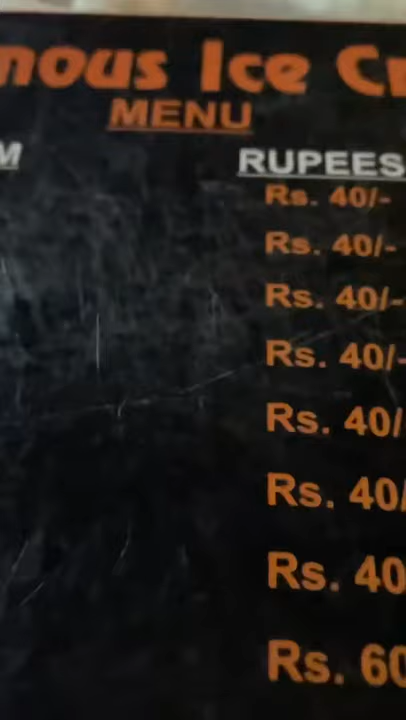 mous Ice Cr
MENU
M RUPEES
Rs. 40/-
Rs. 40/-
Rs. 40/-
Rs. 40/-
Rs. 40/
Rs. 40/
Rs. 40
Rs. 60